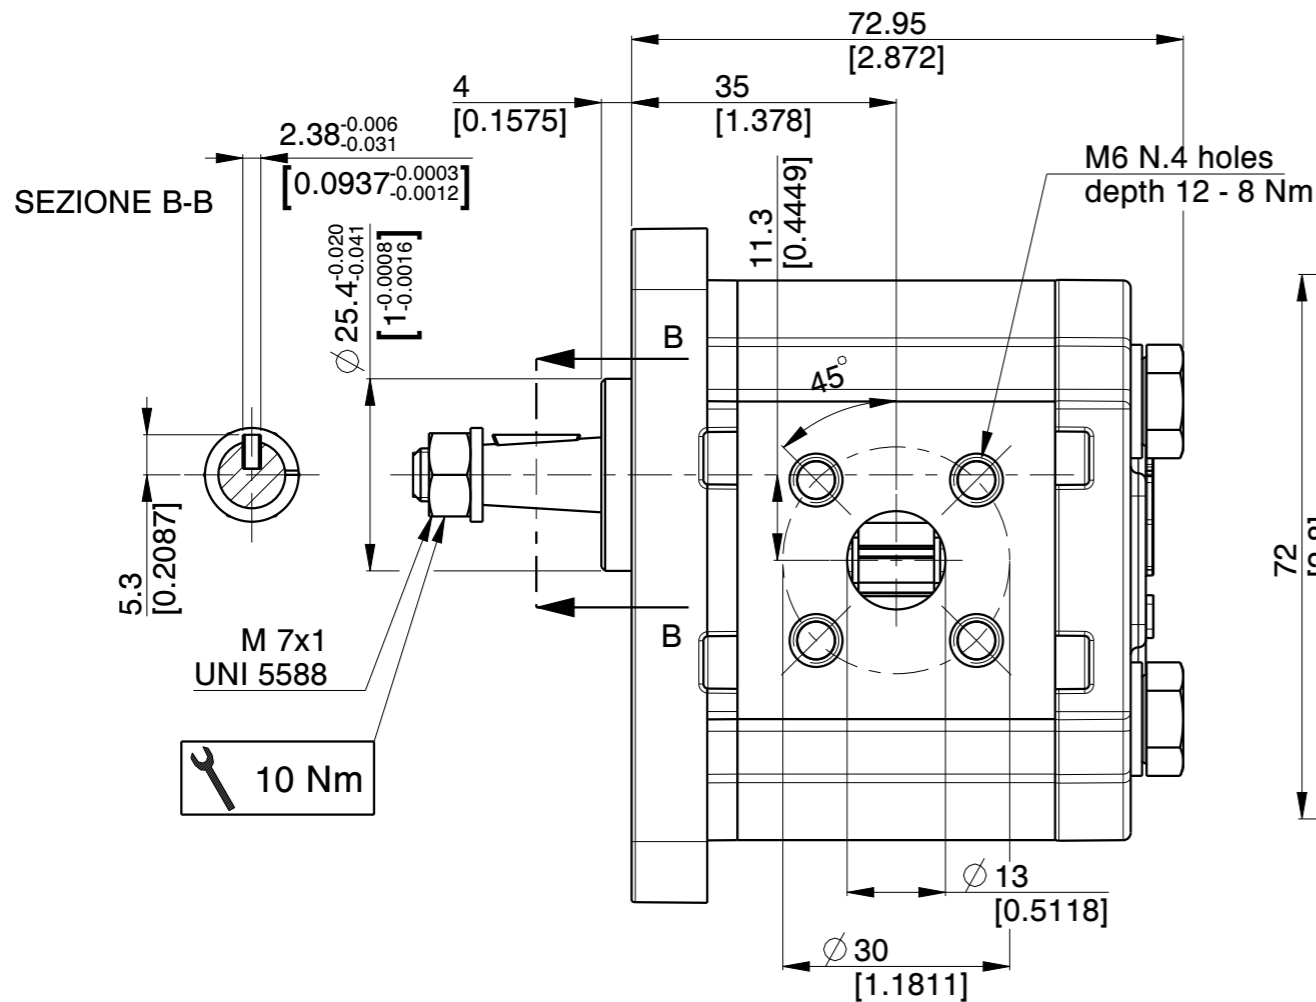 72.95
[2.872]
4
[0.1575]
35
[1.378]
2.38 -0.006
-0.031
[0.0937 -0.0003
-0.0012]
M6 N.4 holes
depth 12 - 8 Nm
SEZIONE B-B
11.3
[0.4449]
Ø 25.4 -0.020
-0.041
[1 -0.0008
-0.0016]
B
45°
5.3
[0.2087]
72
B
M 7x1
UNI 5588
10 Nm
Ø 13
[0.5118]
Ø 30
[1.1811]